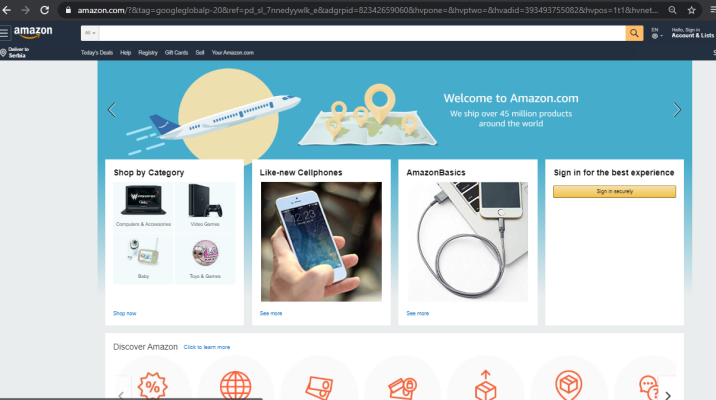 amazon.com/?&tag=googleglobalp-20&ref=pd_sl_7nnedyywlk_e&adgrpid=82342659060&hvpone=&hvptwo=&hvadid=393493755082&hvpos=1t1&hvnet...
amazon
All
EN
Hello, Sign in
Account & Lists
Deliver to
Serbia
Today's Deals Help Registry Gift Cards Sell Your Amazon.com
S
Welcome to Amazon.com
We ship over 45 million products
around the world
Shop by Category
Computers & Accessories
Video Games
Baby
Toys & Games
Shop now
Like-new Cellphones
See more
AmazonBasics
See more
Sign in for the best experience
Sign in securely
Discover Amazon Click to learn more